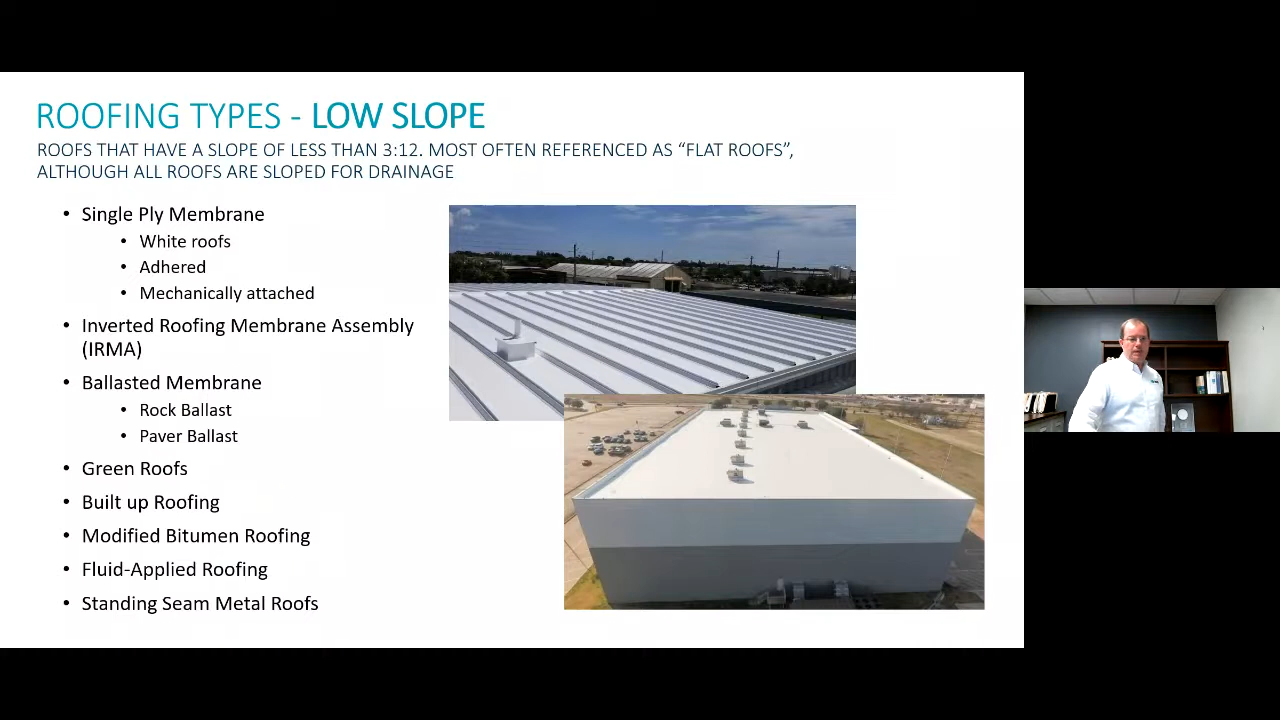 ROOFING TYPES - LOW SLOPE
ROOFS THAT HAVE A SLOPE OF LESS THAN 3:12. MOST OFTEN REFERENCED AS “FLAT ROOFS”,
ALTHOUGH ALL ROOFS ARE SLOPED FOR DRAINAGE
• Single Ply Membrane
• White roofs
• Adhered
• Mechanically attached
• Inverted Roofing Membrane Assembly
(IRMA)
• Ballasted Membrane
• Rock Ballast
• Paver Ballast
• Green Roofs
• Built up Roofing
• Modified Bitumen Roofing
• Fluid-Applied Roofing
• Standing Seam Metal Roofs